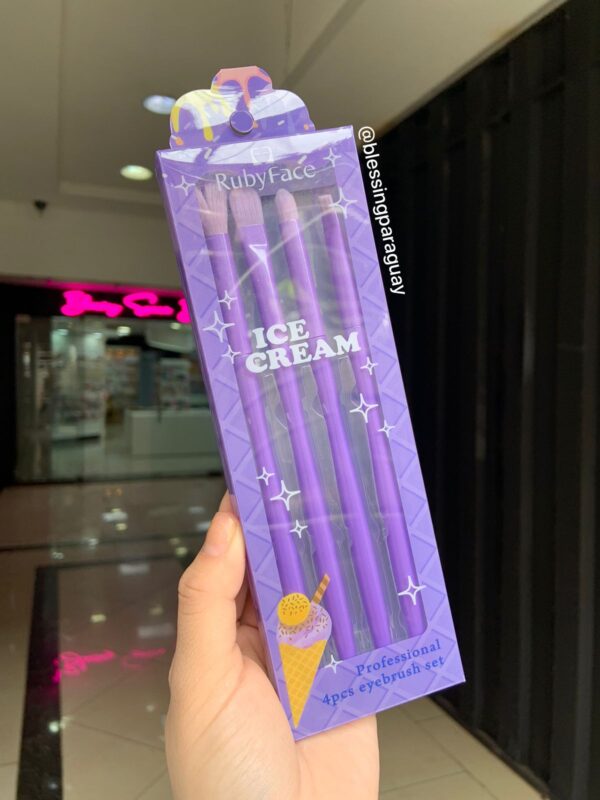 @blessingparaguay
RubyFace
ICE
CREAM
Professional
4pcs eyebrush set